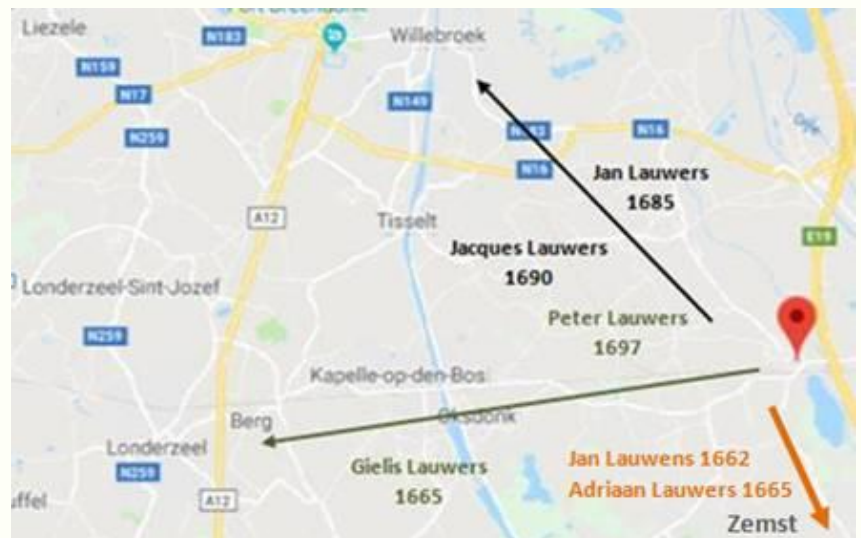 Liezele
N183
Willebroek
N159
N17
N149
N259
N16
N16
Jan Lauwers
1685
A12
Tisselt
E19
Jacques Lauwers
1690
Londerzeel-Sint-Jozef
Peter Lauwers
1697
N259
Kapelle-op-den-Bos
Berg
Londerzeel
Gielis Lauwers
1665
N259
A12
Jan Lauwens 1662
Adriaan Lauwers 1665
Zemst